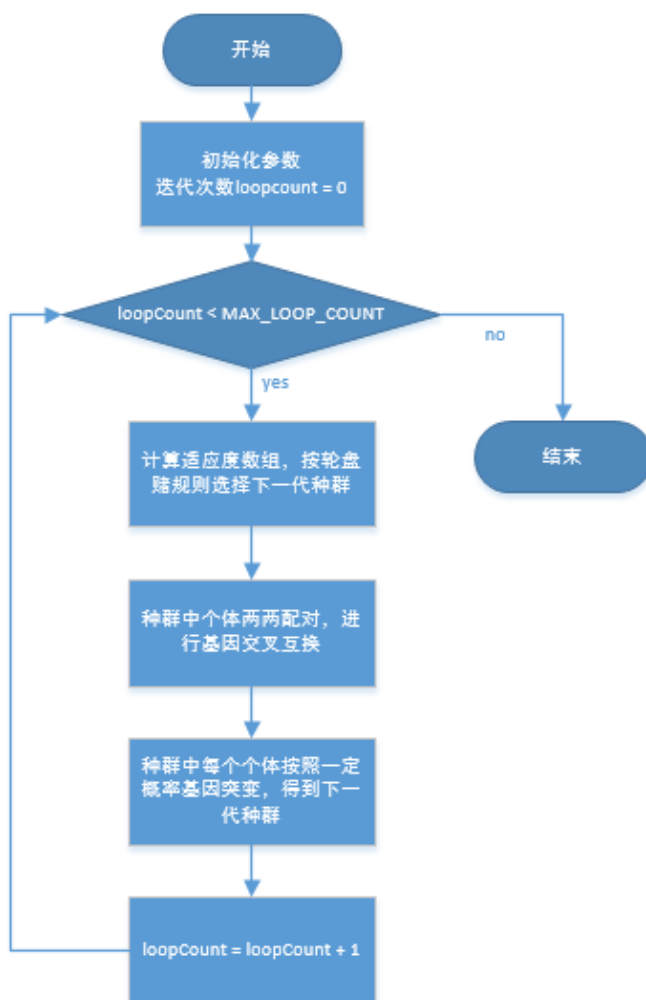 开始
初始化参数
迭代次数loopcount = 0
loopCount < MAX_LOOP_COUNT
no
yes
计算适应度数组，按轮盘
赌规则选择下一代种群
结束
种群中个体两两配对，进
行基因交叉互换
种群中每个个体按照一定
概率基因突变，得到下一
代种群
loopCount = loopCount + 1